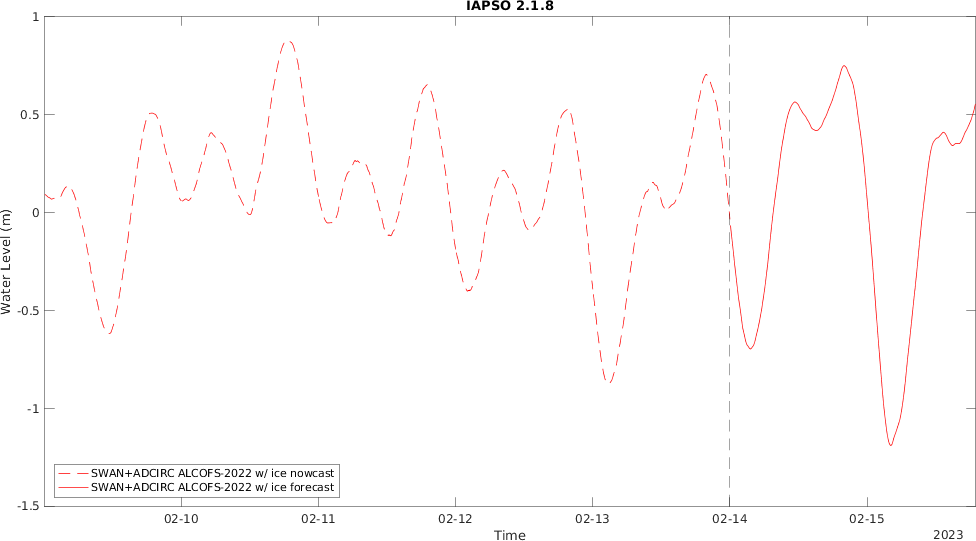 IAPSO 2.1.8
1
0.5
0
-0.5
-1
-1.5
Water Level (m)
SWAN+ADCIRC ALCOFS-2022 w/ ice nowcast
SWAN+ADCIRC ALCOFS-2022 w/ ice forecast
02-10 02-11 02-12 02-13 02-14 02-15
Time
2023